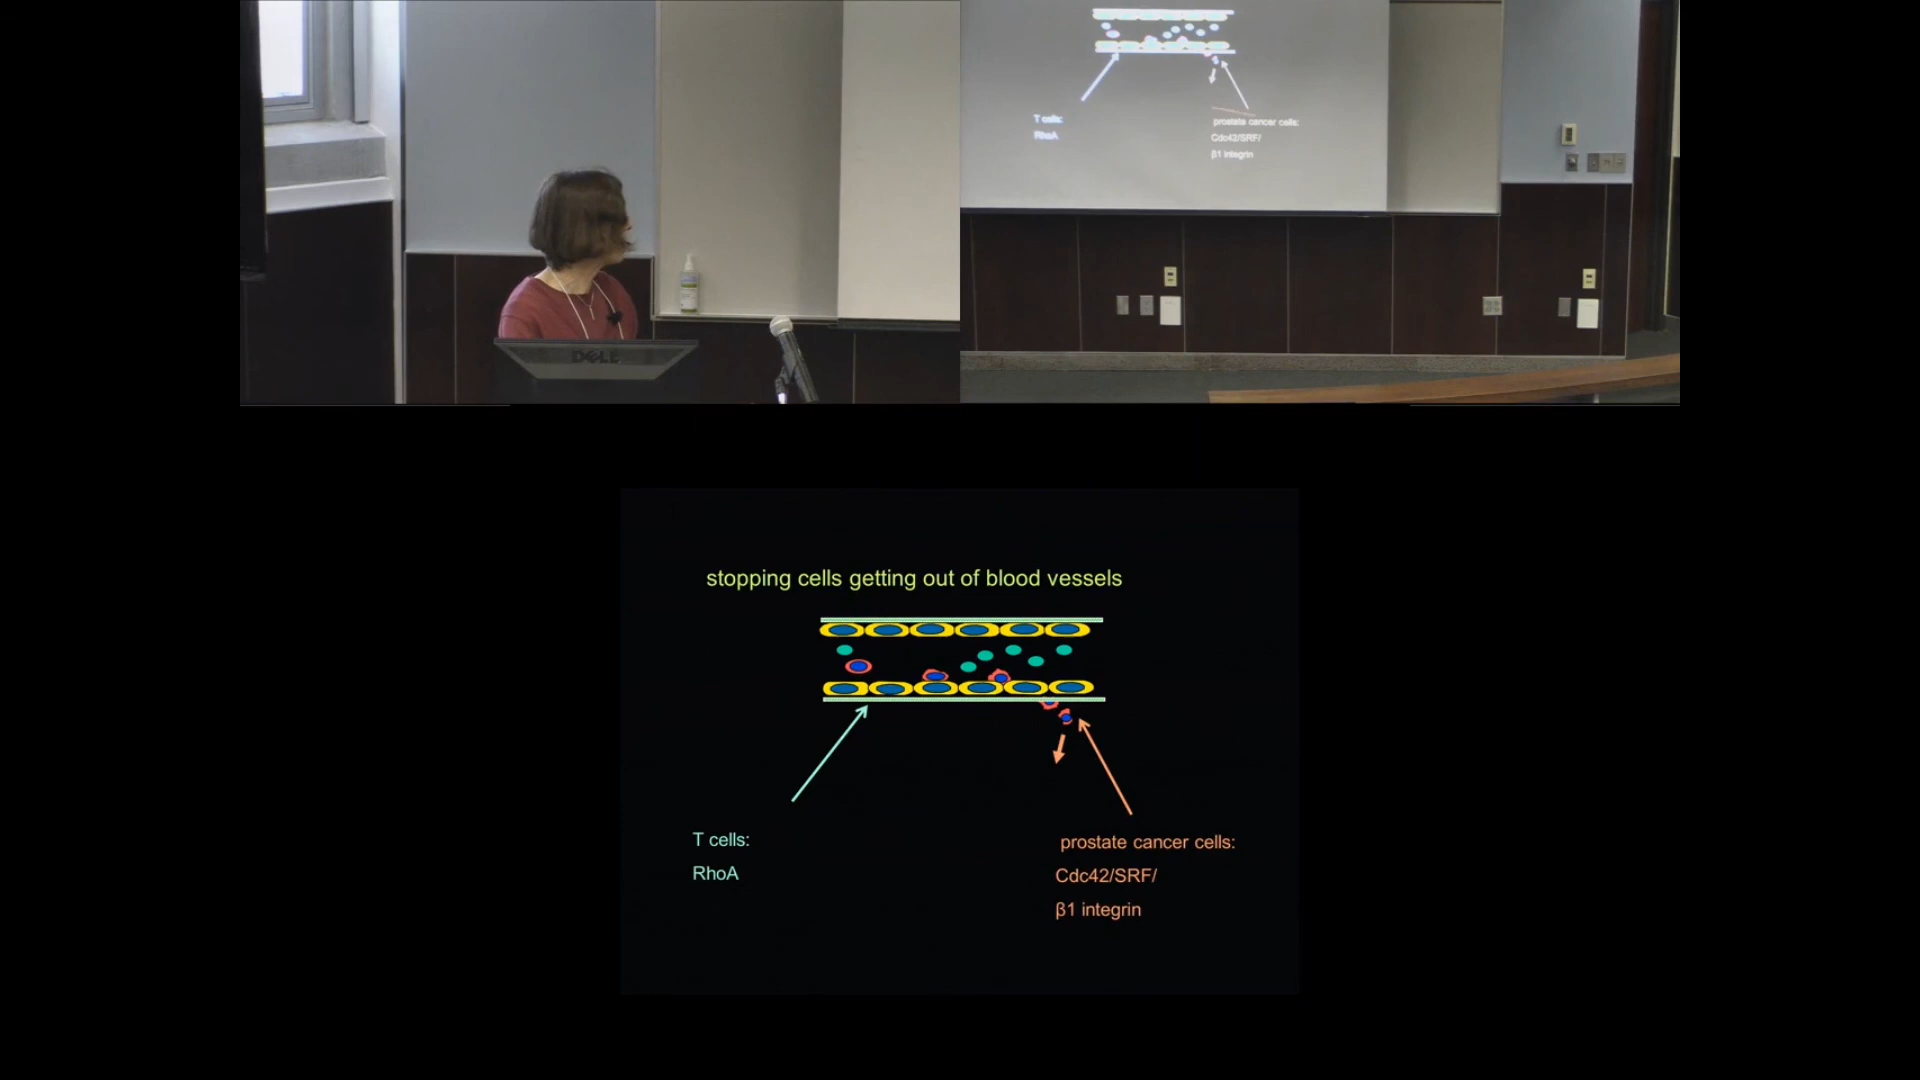 T cells:
RhoA
prostate cancer cells:
Cdc42/SRF/
β1 integrin
DELL
stopping cells getting out of blood vessels
T cells:
RhoA
prostate cancer cells:
Cdc42/SRF/
β1 integrin